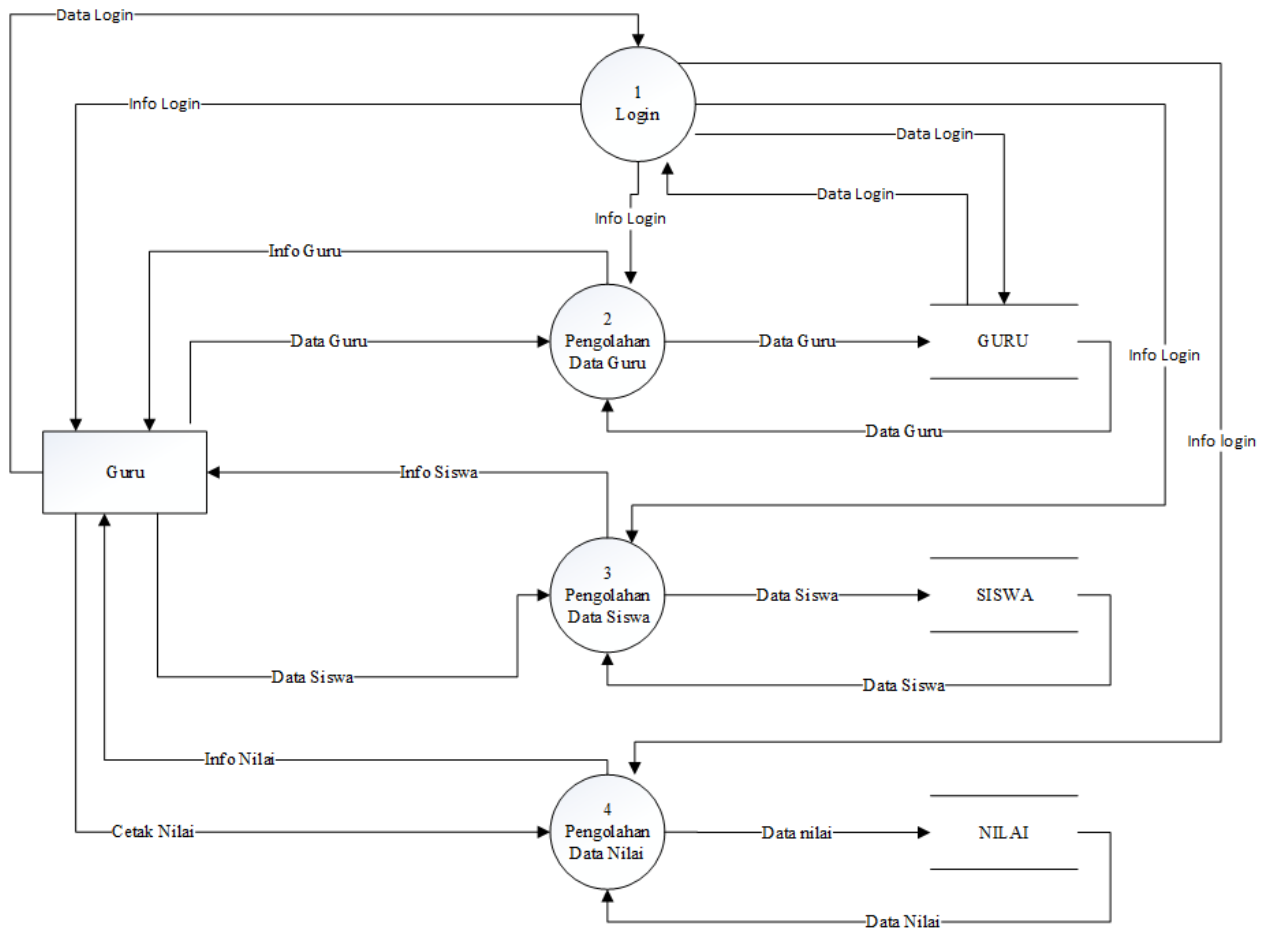 Data Login
1
Login
Info Login
Data Login
Data Login
Info Login
Info Guru
2
Pengolahan
Data Guru
Data Guru
Data Guru
GURU
Info Login
Data Guru
Info login
Guru
Info Siswa
3
Pengolahan
Data Siswa
Data Siswa
SISWA
Data Siswa
Data Siswa
Info Nilai
4
Pengolahan
Data Nilai
Cetak Nilai
Data nilai
NILAI
Data Nilai